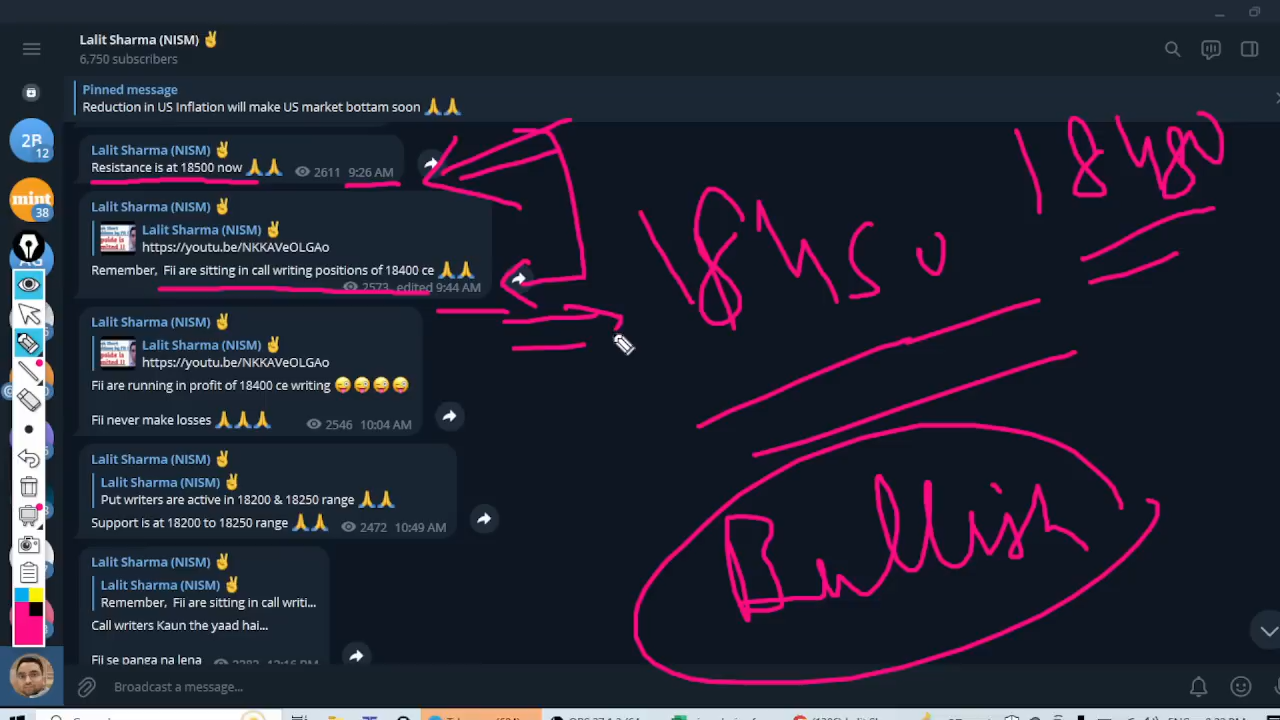 Lalit Sharma (NISM) ✌
6,750 subscribers
Pinned message
Reduction in US Inflation will make US market bottam soon 🙏🙏
2B
12
mint
38
Lalit Sharma (NISM) ✌
Resistance is at 18500 now 🙏🙏 2611 9:26 AM
Lalit Sharma (NISM) ✌
Lalit Sharma (NISM) ✌
https://youtu.be/NKKAVeOLGAo
Remember, Fii are sitting in call writing positions of 18400 ce 🙏🙏
2573 edited 9:44 AM
Lalit Sharma (NISM) ✌
Lalit Sharma (NISM) ✌
https://youtu.be/NKKAVeOLGAo
Fii are running in profit of 18400 ce writing 😜😜😜😜
Fii never make losses 🙏🙏🙏 2546 10:04 AM
Lalit Sharma (NISM) ✌
Lalit Sharma (NISM) ✌
Put writers are active in 18200 & 18250 range 🙏🙏
Support is at 18200 to 18250 range 🙏🙏 2472 10:49 AM
Lalit Sharma (NISM) ✌
Lalit Sharma (NISM) ✌
Remember, Fii are sitting in call writi...
Call writers Kaun the yaad hai...
Fii se panga na lena
Broadcast a message...
18480
18450
Bullish